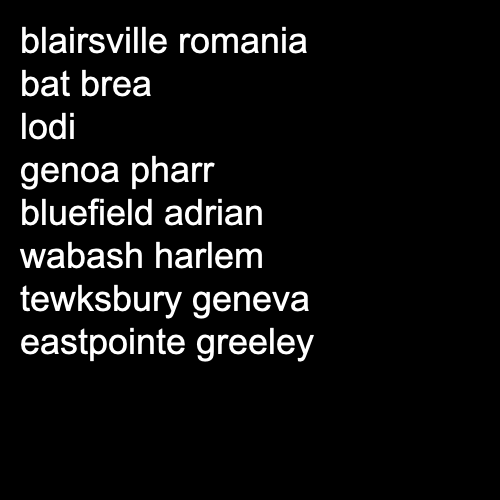 blairsville romania
bat brea
lodi
genoa pharr
bluefield adrian
wabash harlem
tewksbury geneva
eastpointe greeley